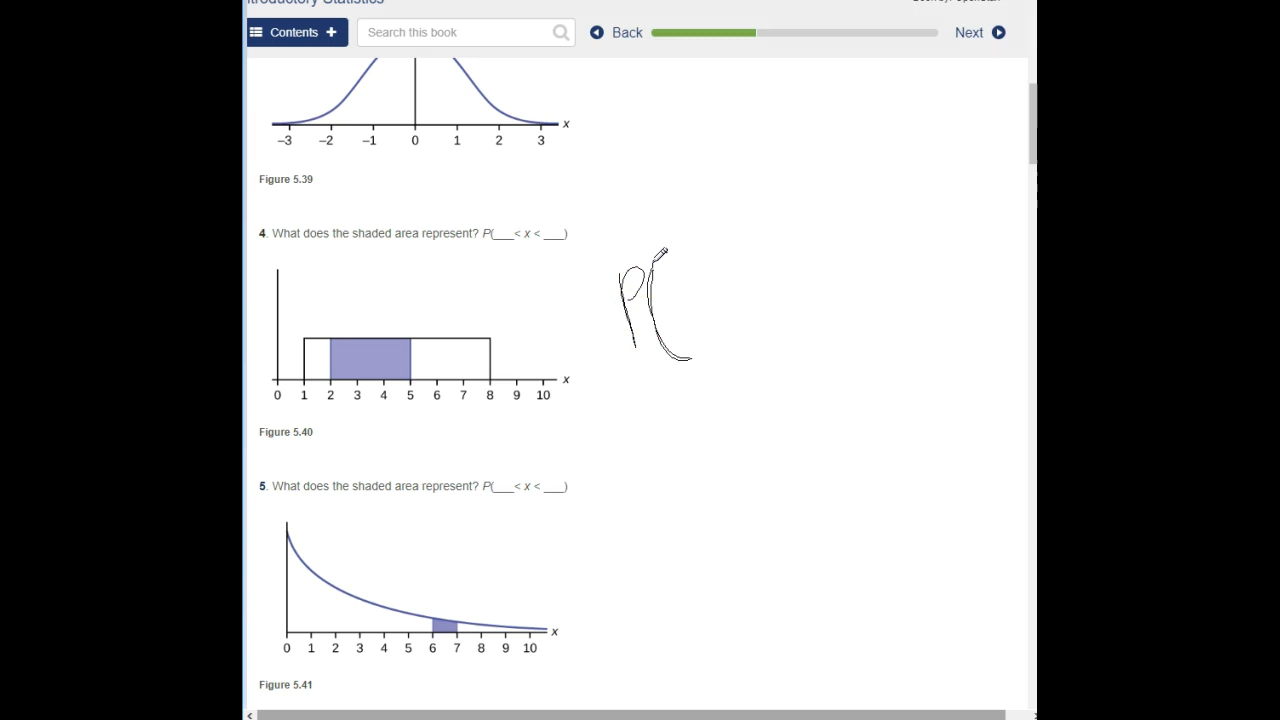 ntroductory Statistics
Contents +
Search this book
Back
Next
x
–3 –2 –1 0 1 2 3
Figure 5.39
4. What does the shaded area represent? P(___< x < ___)
P(
x
0 1 2 3 4 5 6 7 8 9 10
Figure 5.40
5. What does the shaded area represent? P(___< x < ___)
x
0 1 2 3 4 5 6 7 8 9 10
Figure 5.41